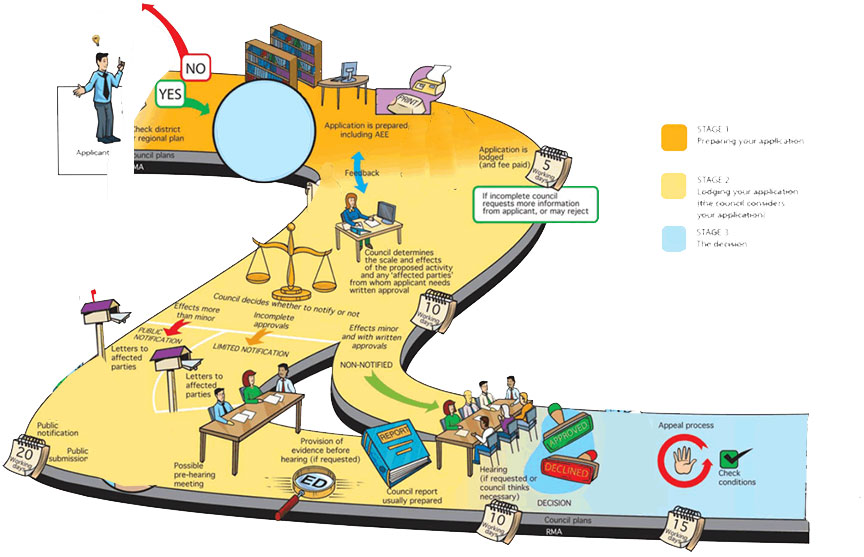 NO
YES
Applicant
Check district
regional plan
Council plans
RMA
Application is prepared,
including AEE
PRINT
Feedback
Application is
lodged
(and fee paid)
5
Working
days
If incomplete council
requests more information
from applicant, or may reject
STAGE 1
Preparing your application
STAGE 2
Lodging your application
(the council considers
your application)
STAGE 3
The decision
Council determines
the scale and effects
of the proposed activity
and any 'affected parties'
from whom applicant needs
written approval
10
Working
days
Council decides whether to notify or not
Effects more
than minor
Incomplete
approvals
Effects minor
and with written
approvals
PUBLIC
NOTIFICATION
LIMITED NOTIFICATION
NON-NOTIFIED
Letters to
affected
parties
Letters to
affected
parties
Public
notification
Public
submission
20
Working
days
Possible
pre-hearing
meeting
Provision of
evidence before
hearing (if requested)
ED
REPORT
Council report
usually prepared
Hearing
(if requested or
council thinks
necessary)
10
Working
days
APPROVED
DECLINED
DECISION
Appeal process
Check
conditions
15
Working
days
Council plans
RMA